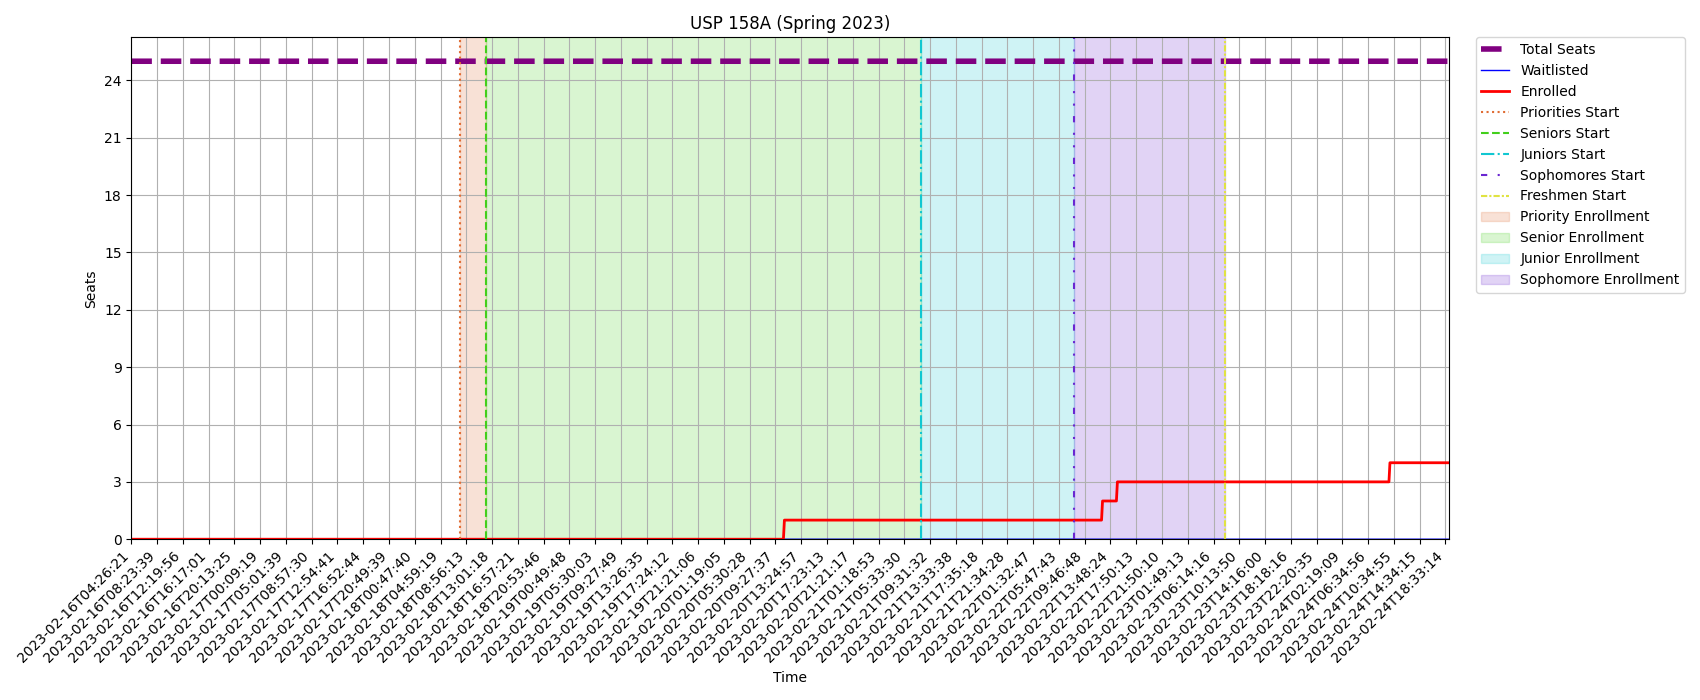 USP 158A (Spring 2023)
Seats
24
21
18
15
12
9
6
3
0
2023-02-16T04:26:21
2023-02-16T08:23:39
2023-02-16T12:19:56
2023-02-16T16:17:01
2023-02-16T20:13:25
2023-02-17T00:09:19
2023-02-17T05:01:39
2023-02-17T08:57:30
2023-02-17T12:54:41
2023-02-17T16:52:44
2023-02-17T20:49:39
2023-02-18T00:47:40
2023-02-18T04:59:19
2023-02-18T08:56:13
2023-02-18T13:01:18
2023-02-18T16:57:21
2023-02-18T20:53:46
2023-02-19T00:49:48
2023-02-19T05:30:03
2023-02-19T09:27:49
2023-02-19T13:26:35
2023-02-19T17:24:12
2023-02-19T21:21:06
2023-02-20T01:19:05
2023-02-20T05:30:28
2023-02-20T09:27:37
2023-02-20T13:24:57
2023-02-20T17:23:13
2023-02-20T21:21:17
2023-02-21T01:18:53
2023-02-21T05:33:30
2023-02-21T09:31:32
2023-02-21T13:33:38
2023-02-21T17:35:18
2023-02-21T21:34:28
2023-02-22T01:32:47
2023-02-22T05:47:43
2023-02-22T09:46:48
2023-02-22T13:48:24
2023-02-22T17:50:13
2023-02-22T21:50:10
2023-02-23T01:49:13
2023-02-23T06:14:16
2023-02-23T10:13:50
2023-02-23T14:16:00
2023-02-23T18:18:16
2023-02-23T22:20:35
2023-02-24T02:19:09
2023-02-24T06:34:56
2023-02-24T10:34:55
2023-02-24T14:34:15
2023-02-24T18:33:14
Time
Total Seats
Waitlisted
Enrolled
Priorities Start
Seniors Start
Juniors Start
Sophomores Start
Freshmen Start
Priority Enrollment
Senior Enrollment
Junior Enrollment
Sophomore Enrollment